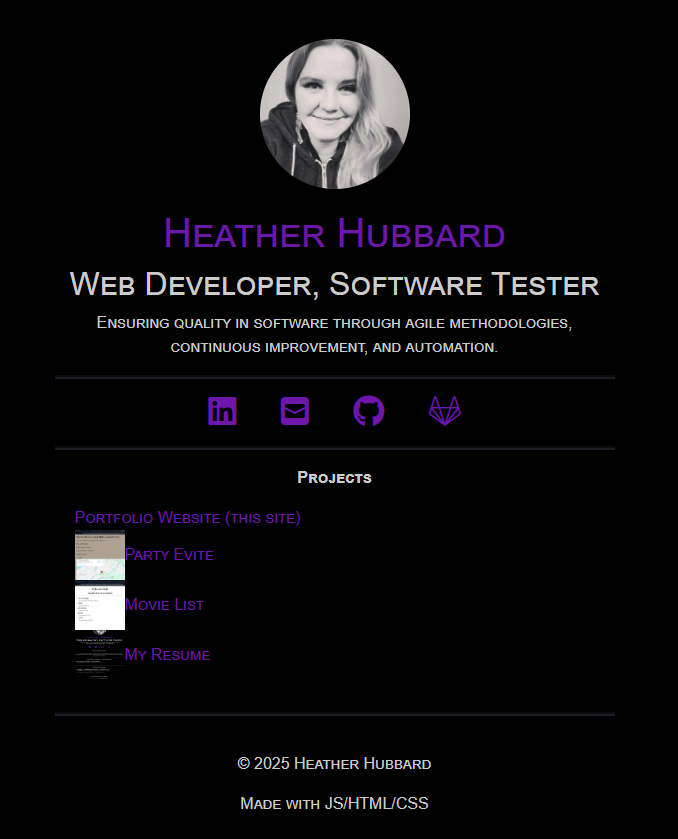 Heather Hubbard
Web Developer, Software Tester
Ensuring quality in software through agile methodologies,
continuous improvement, and automation.
in
Projects
Portfolio Website (this site)
Party Evite
Movie List
My Resume
© 2025 Heather Hubbard
Made with JS/HTML/CSS